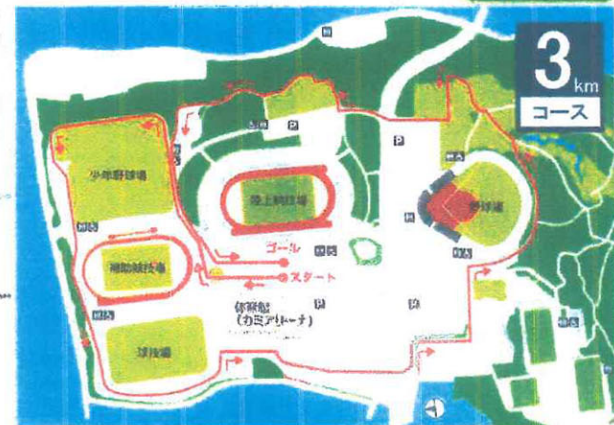 3km
コース
少年野球場
陸上競技場
野球場
ゴール
補助競技場
スタート
体育館
(カミアリーナ)
球技場
P
P
P